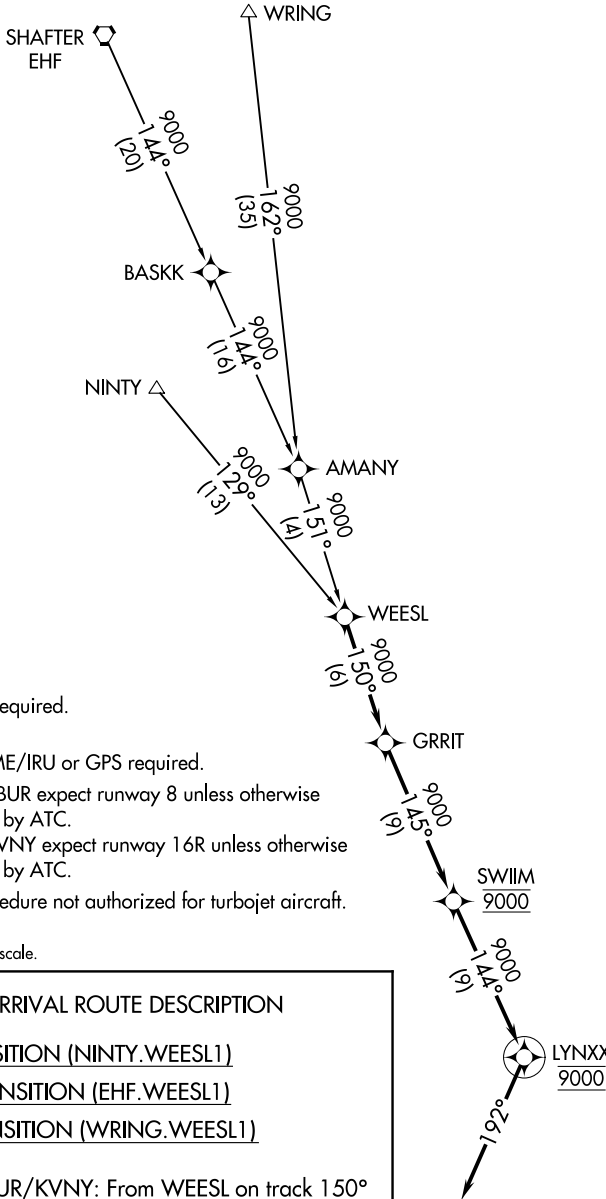 WRING
SHAFTER
EHF
9000
144°
(20)
9000
162°
(35)
BASKK
9000
144°
(16)
NINTY
9000
129°
(13)
AMANY
9000
151°
(4)
WEESL
9000
150°
(6)
equired.
GRRIT
ME/IRU or GPS required.
BUR expect runway 8 unless otherwise
by ATC.
VNY expect runway 16R unless otherwise
by ATC.
9000
145°
(9)
SWIIM
9000
edure not authorized for turbojet aircraft.
scale.
9000
144°
(9)
RRIVAL ROUTE DESCRIPTION
SITION (NINTY.WEESL1)
NSITION (EHF.WEESL1)
NSITION (WRING.WEESL1)
LYNXX
9000
192°
UR/KVNY: From WEESL on track 150°